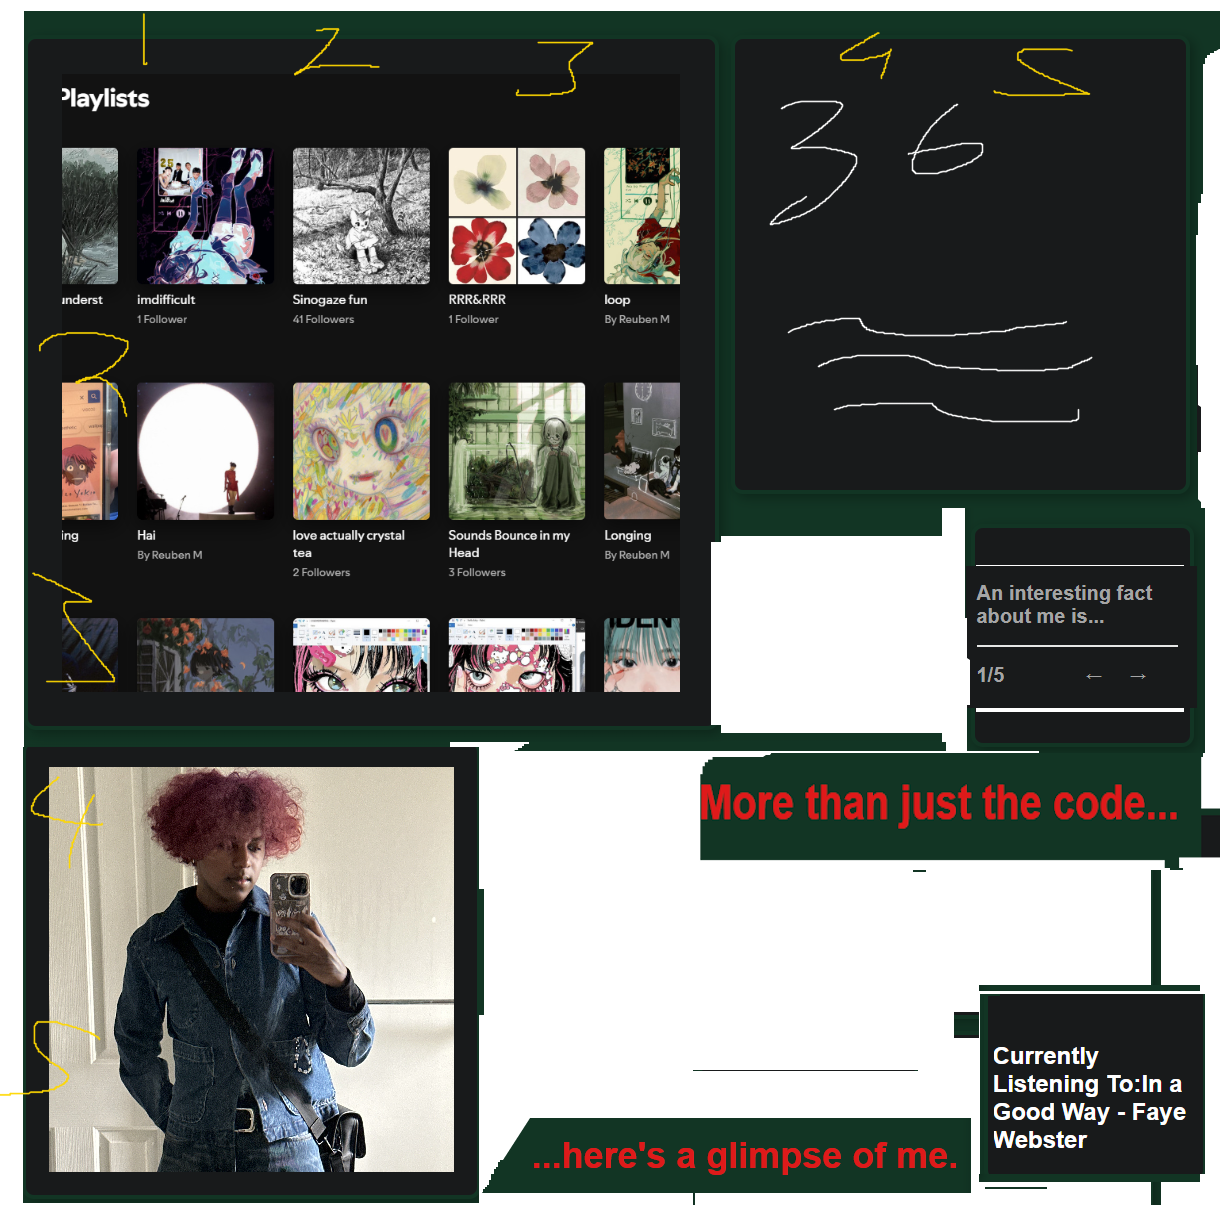 1 2 3 4 5
Playlists
36
underst
imdifficult
Sinogaze fun
RRR&RRR
loop
1 Follower
41 Followers
1 Follower
By Reuben M
2
ing
Hai
love actually crystal
tea
Sounds Bounce in my
Head
Longing
By Reuben M
2 Followers
3 Followers
By Reuben M
An interesting fact
about me is...
3
1/5 ← →
More than just the code...
4
5
Currently
Listening To:In a
Good Way - Faye
Webster
...here's a glimpse of me.